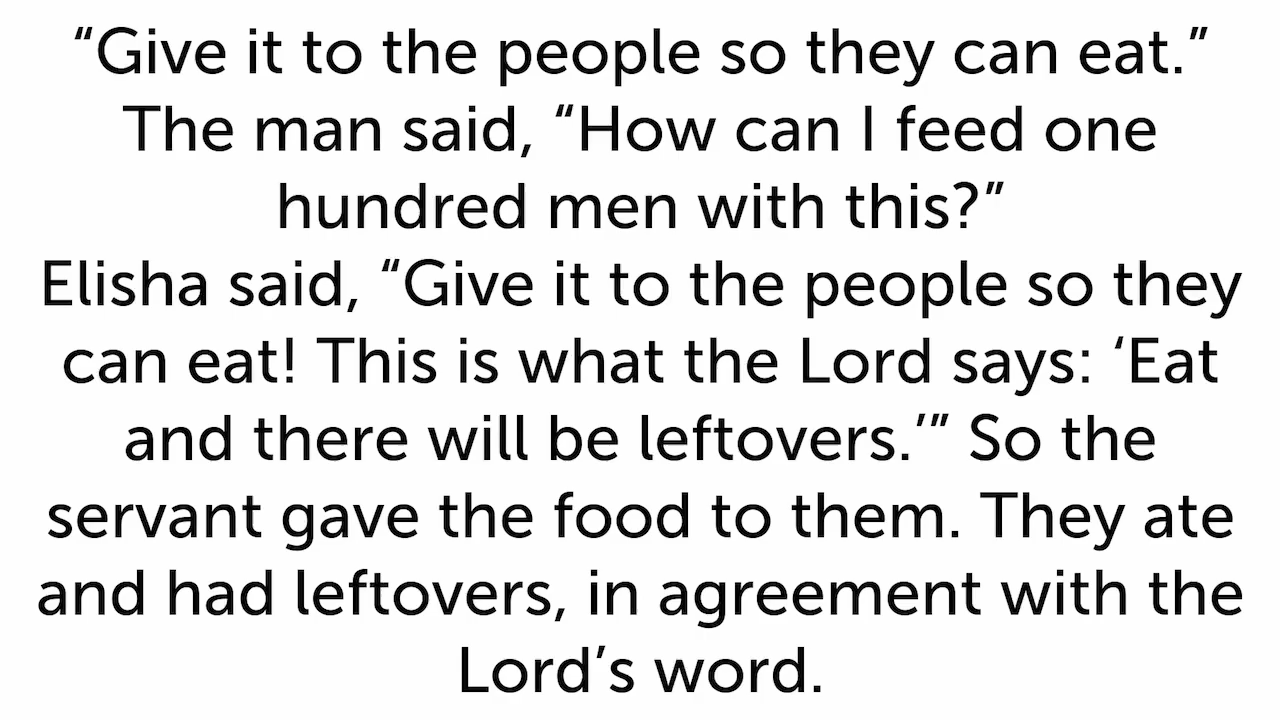 “Give it to the people so they can eat.”
The man said, “How can I feed one
hundred men with this?”
Elisha said, “Give it to the people so they
can eat! This is what the Lord says: ‘Eat
and there will be leftovers.’” So the
servant gave the food to them. They ate
and had leftovers, in agreement with the
Lord’s word.